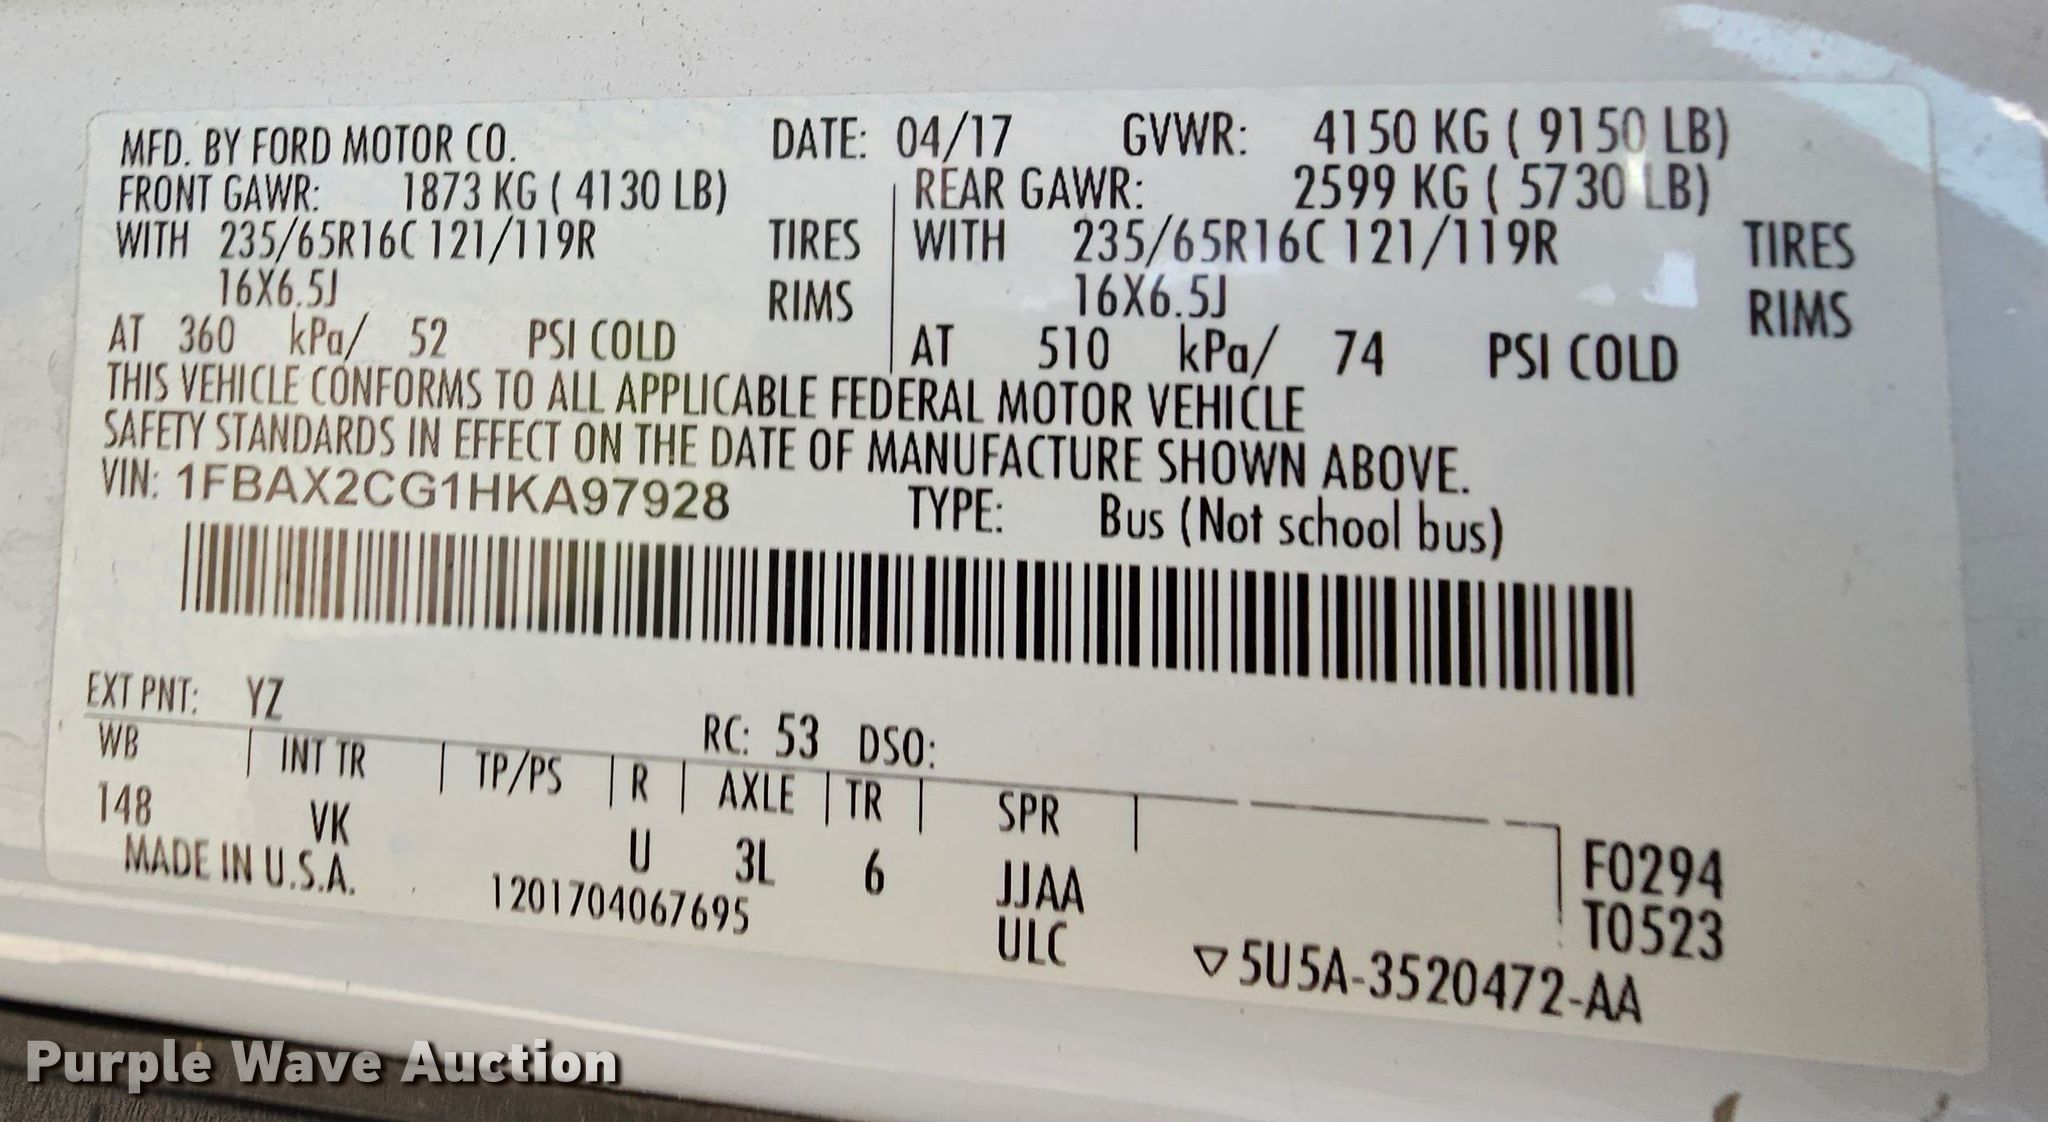 MFD. BY FORD MOTOR CO. DATE: 04/17 GVWR: 4150 KG ( 9150 LB)
FRONT GAWR: 1873 KG ( 4130 LB) REAR GAWR: 2599 KG ( 5730 LB)
WITH 235/65R16C 121/119R TIRES WITH 235/65R16C 121/119R TIRES
16X6.5J RIMS 16X6.5J RIMS
AT 360 kPa/ 52 PSI COLD AT 510 kPa/ 74 PSI COLD
THIS VEHICLE CONFORMS TO ALL APPLICABLE FEDERAL MOTOR VEHICLE
SAFETY STANDARDS IN EFFECT ON THE DATE OF MANUFACTURE SHOWN ABOVE.
VIN: 1FBAX2CG1HKA97928 TYPE: Bus (Not school bus)
EXT PNT: YZ RC: 53 DSO:
WB INT TR TP/PS R AXLE TR SPR
148 VK U 3L 6 JJAA F0294
MADE IN U.S.A. 1201704067695 ULC T0523
▽5U5A-3520472-AA
Purple Wave Auction